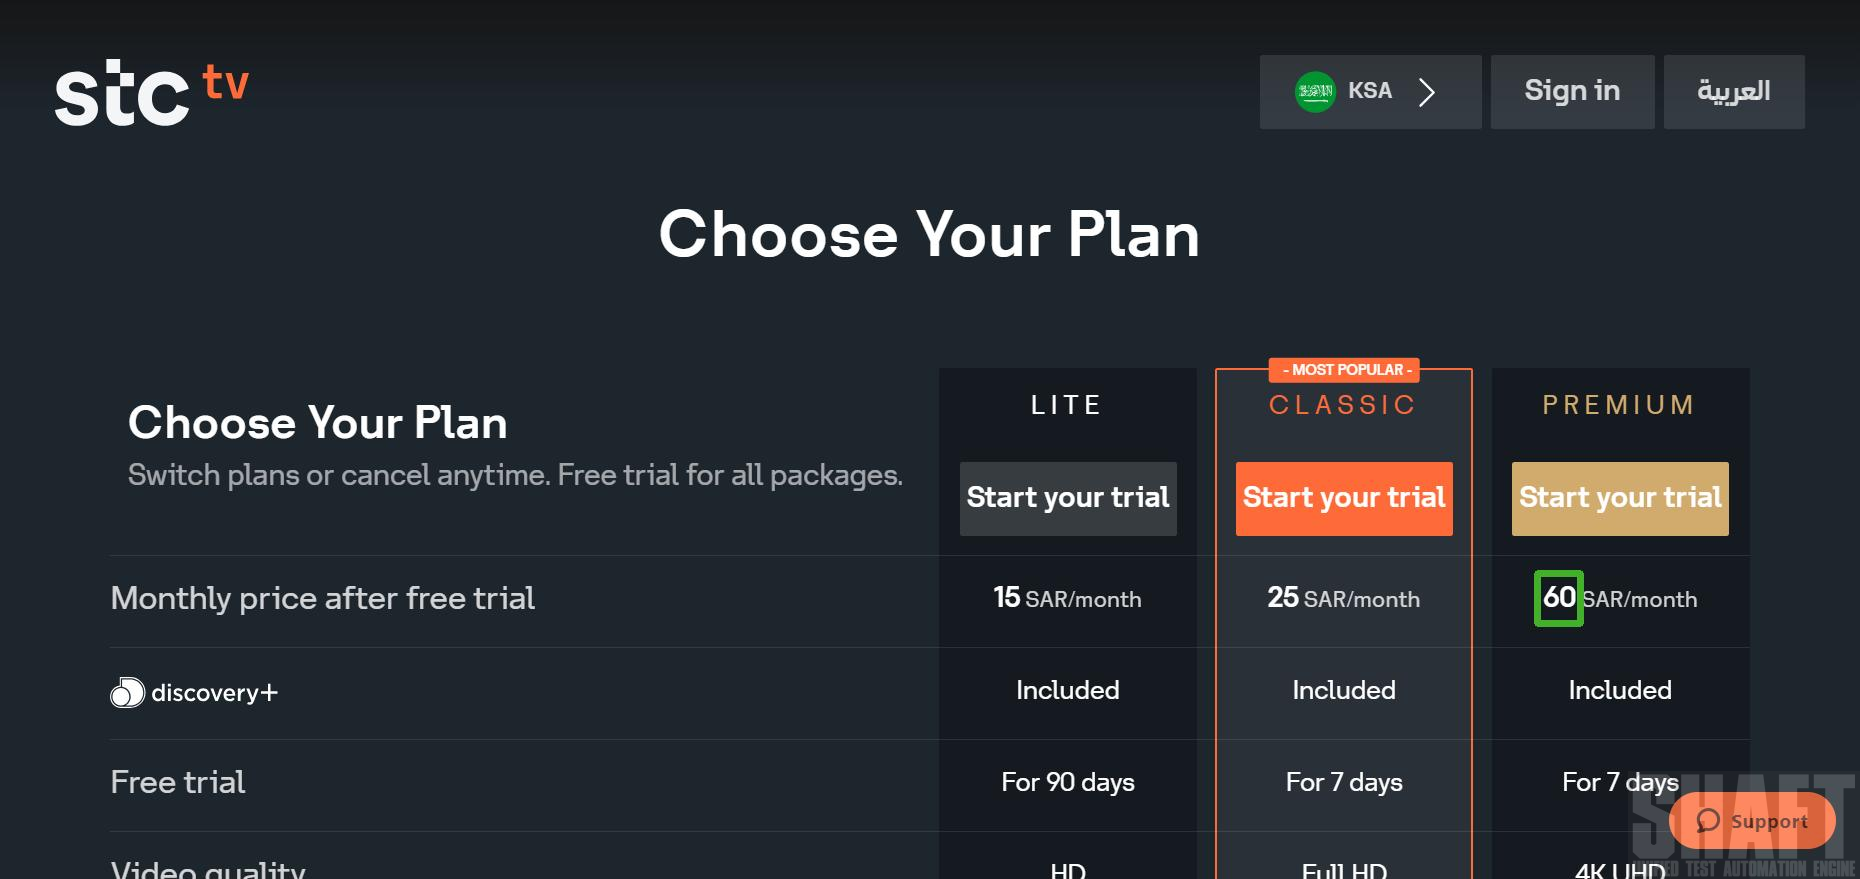 stc tv
KSA
Sign in
العربية
Choose Your Plan
- MOST POPULAR -
LITE
CLASSIC
PREMIUM
Choose Your Plan
Switch plans or cancel anytime. Free trial for all packages.
Start your trial
Start your trial
Start your trial
Monthly price after free trial
15 SAR/month
25 SAR/month
60 SAR/month
discovery+
Included
Included
Included
Free trial
For 90 days
For 7 days
For 7 days
SHAFT
Support
Video quality
HD
Full HD
4K UHD
TEST AUTOMATION ENGINE